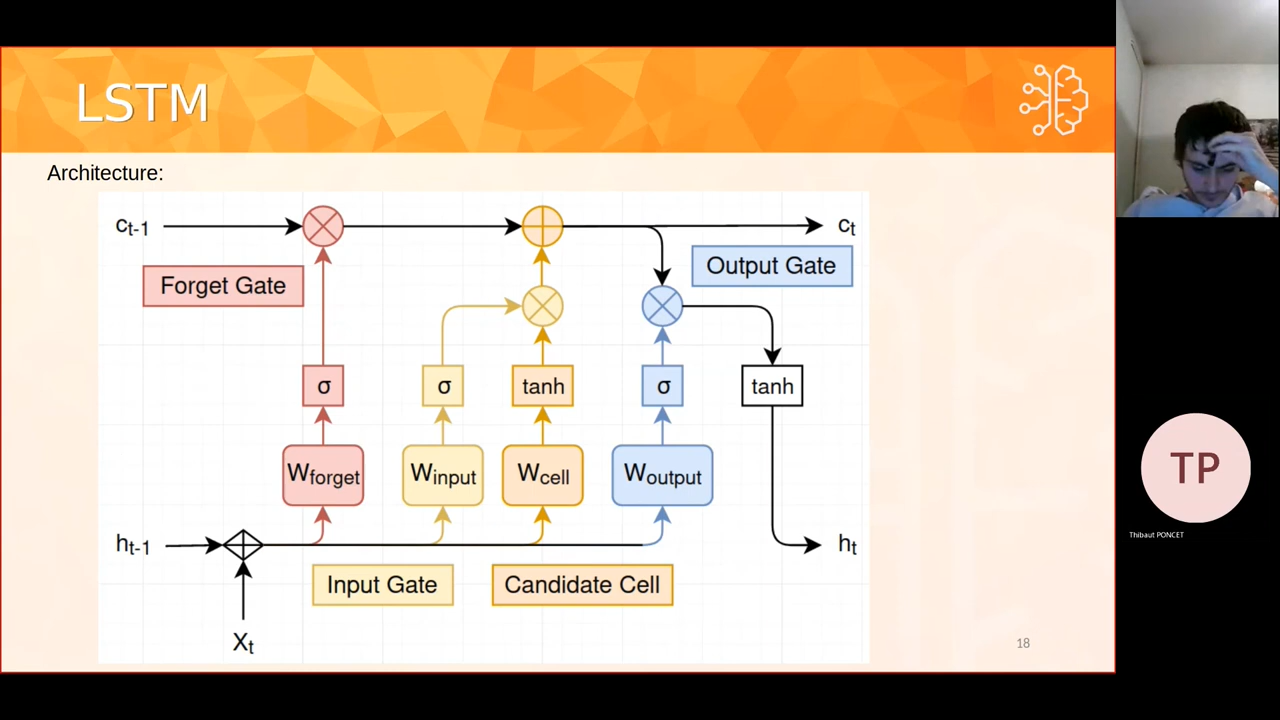 LSTM
Architecture:
Ct-1
Ct
Forget Gate
Output Gate
σ
σ
tanh
σ
tanh
Wforget
Winput
Wcell
Woutput
ht-1
ht
Input Gate
Candidate Cell
Xt
18
TP
Thibaut PONCET